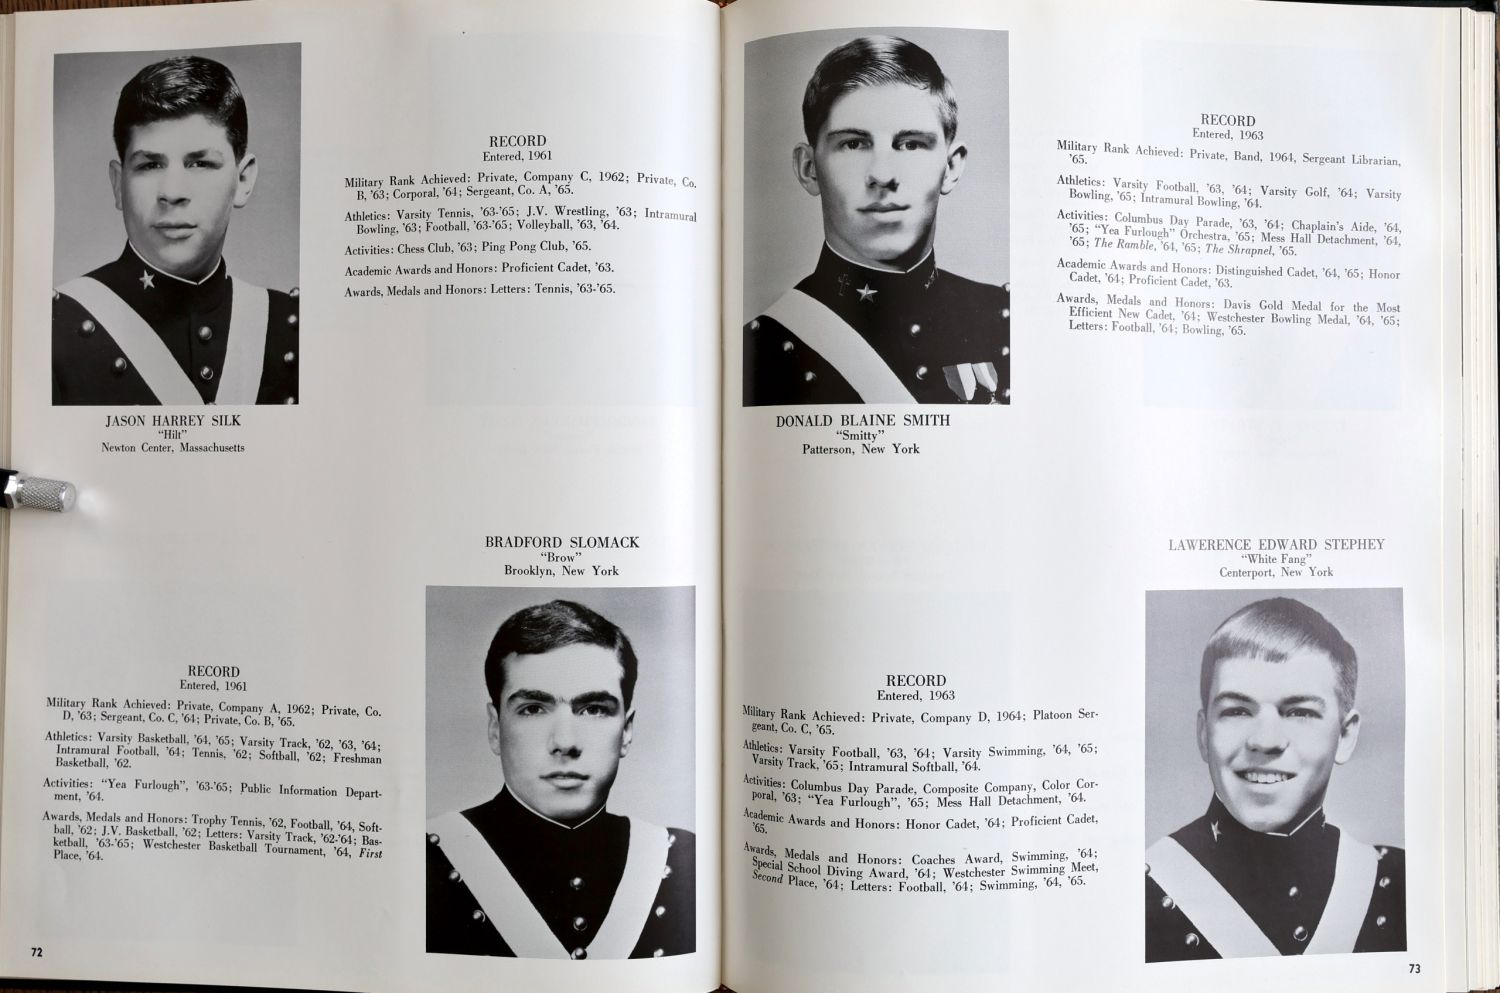 JASON HARREY SILK
“Hilt”
Newton Center, Massachusetts
RECORD
Entered, 1961
Military Rank Achieved: Private, Company C, 1962; Private, Co.
B, ’63; Corporal, ’64; Sergeant, Co. A, ’65.
Athletics: Varsity Tennis, ’63-’65; J.V. Wrestling, ’63; Intramural
Bowling, ’63; Football, ’63-’65; Volleyball, ’63, ’64.
Activities: Chess Club, ’63; Ping Pong Club, ’65.
Academic Awards and Honors: Proficient Cadet, ’63.
Awards, Medals and Honors: Letters: Tennis, ’63-’65.
BRADFORD SLOMACK
“Brow”
Brooklyn, New York
RECORD
Entered, 1961
Military Rank Achieved: Private, Company A, 1962; Private, Co.
D, ’63; Sergeant, Co. C, ’64; Private, Co. B, ’65.
Athletics: Varsity Basketball, ’64, ’65; Varsity Track, ’62, ’63, ’64;
Intramural Football, ’64; Tennis, ’62; Softball, ’62; Freshman
Basketball, ’62.
Activities: “Yea Furlough”, ’63-’65; Public Information Depart-
ment, ’64.
Awards, Medals and Honors: Trophy Tennis, ’62, Football, ’64, Soft-
ball, ’62; J.V. Basketball, ’62; Letters: Varsity Track, ’62-’64; Bas-
ketball, ’63-’65; Westchester Basketball Tournament, ’64, First
Place, ’64.
72
DONALD BLAINE SMITH
“Smitty”
Patterson, New York
RECORD
Entered, 1963
Military Rank Achieved: Private, Band, 1964, Sergeant Librarian,
’65.
Athletics: Varsity Football, ’63, ’64; Varsity Golf, ’64; Varsity
Bowling, ’65; Intramural Bowling, ’64.
Activities: Columbus Day Parade, ’63, ’64; Chaplain’s Aide, ’64,
’65; “Yea Furlough” Orchestra, ’65; Mess Hall Detachment, ’64,
’65; The Ramble, ’64, ’65; The Shrapnel, ’65.
Academic Awards and Honors: Distinguished Cadet, ’64, ’65; Honor
Cadet, ’64; Proficient Cadet, ’63.
Awards, Medals and Honors: Davis Gold Medal for the Most
Efficient New Cadet, ’64; Westchester Bowling Medal, ’64, ’65;
Letters: Football, ’64; Bowling, ’65.
LAWERENCE EDWARD STEPHEY
“White Fang”
Centerport, New York
RECORD
Entered, 1963
Military Rank Achieved: Private, Company D, 1964; Platoon Ser-
geant, Co. C, ’65.
Athletics: Varsity Football, ’63, ’64; Varsity Swimming, ’64, ’65;
Varsity Track, ’65; Intramural Softball, ’64.
Activities: Columbus Day Parade, Composite Company, Color Cor-
poral, ’63; “Yea Furlough”, ’65; Mess Hall Detachment, ’64.
Academic Awards and Honors: Honor Cadet, ’64; Proficient Cadet,
’65.
Awards, Medals and Honors: Coaches Award, Swimming, ’64;
Special School Diving Award, ’64; Westchester Swimming Meet,
Second Place, ’64; Letters: Football, ’64; Swimming, ’64, ’65.
73